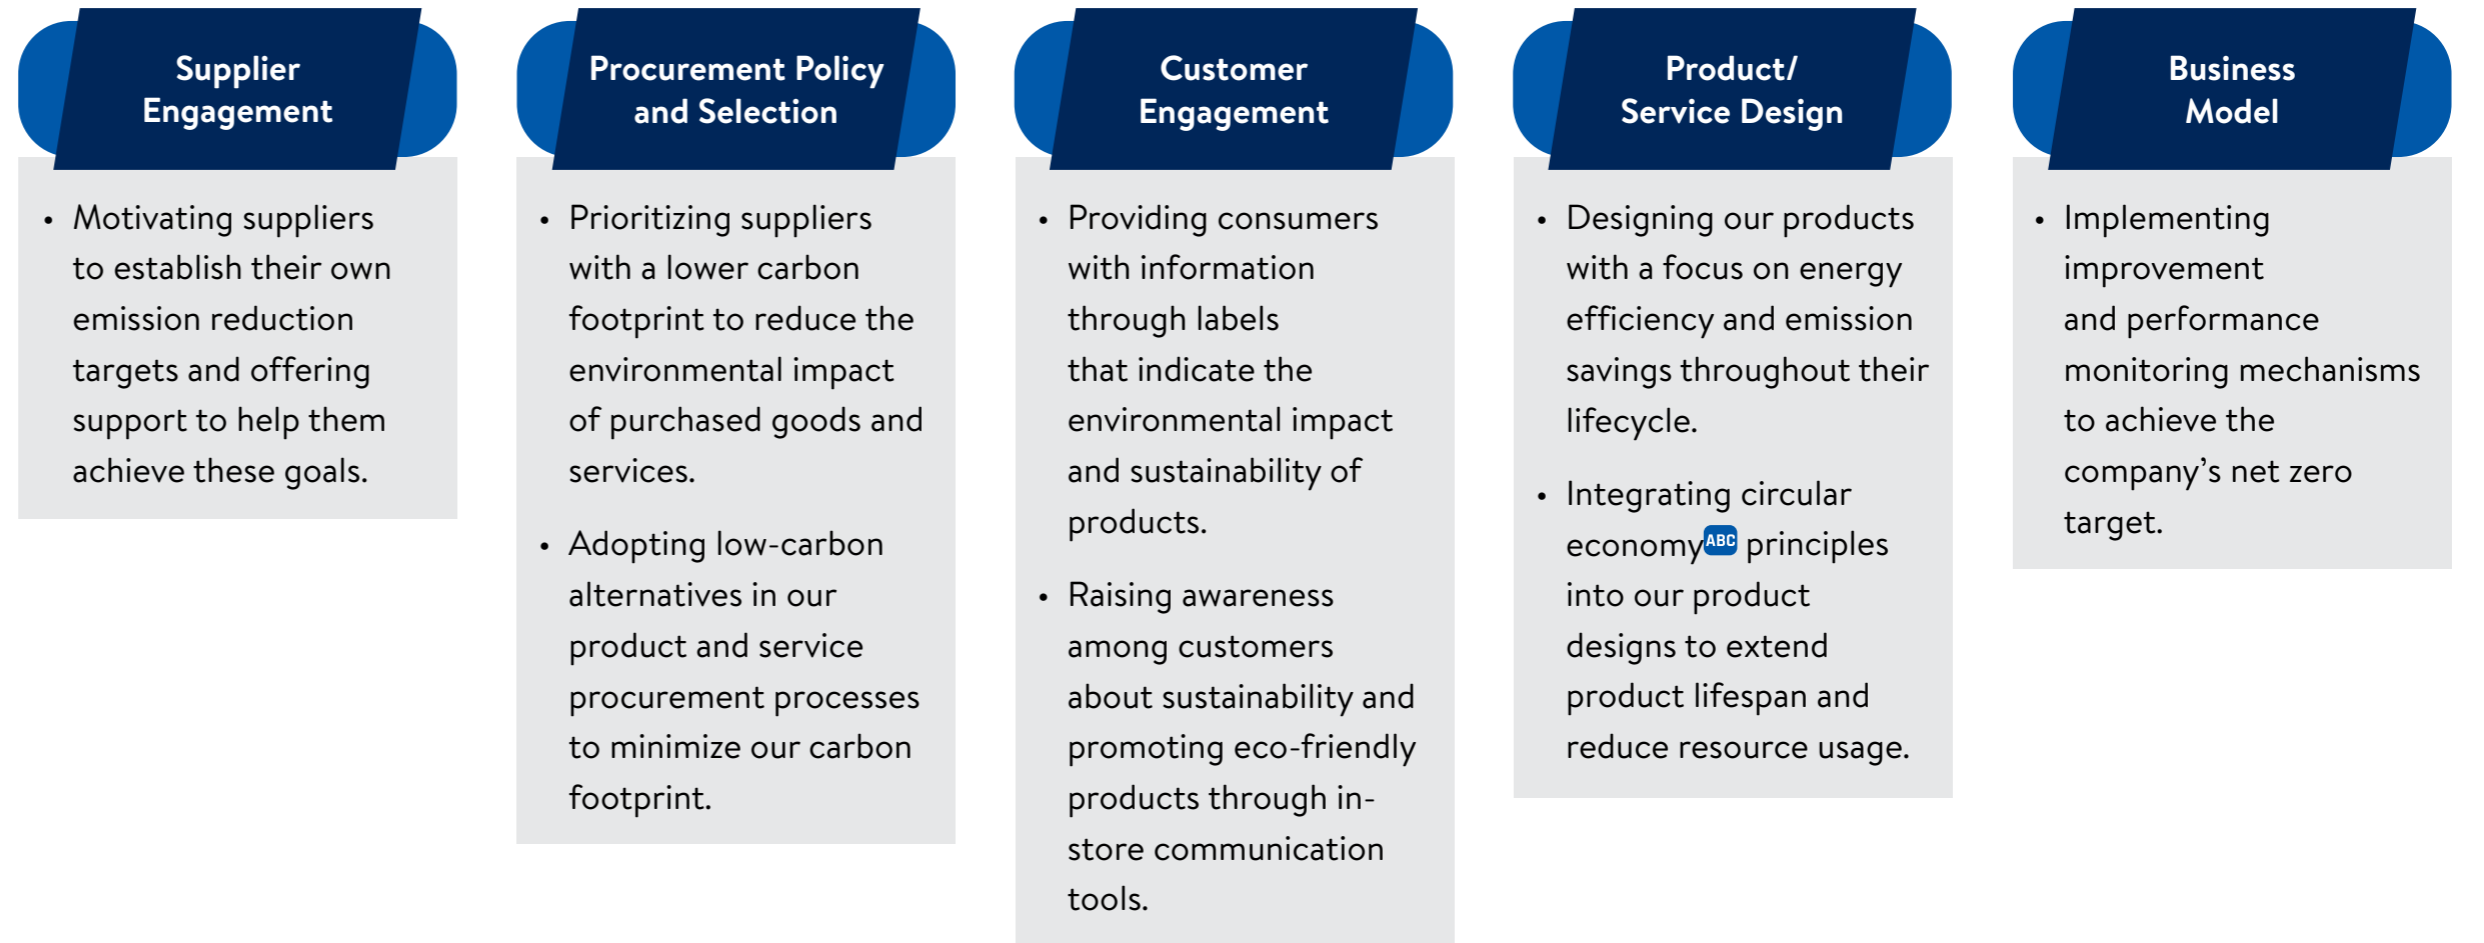 Supplier
Engagement
• Motivating suppliers
to establish their own
emission reduction
targets and offering
support to help them
achieve these goals.
Procurement Policy
and Selection
• Prioritizing suppliers
with a lower carbon
footprint to reduce the
environmental impact
of purchased goods and
services.
• Adopting low-carbon
alternatives in our
product and service
procurement processes
to minimize our carbon
footprint.
Customer
Engagement
• Providing consumers
with information
through labels
that indicate the
environmental impact
and sustainability of
products.
• Raising awareness
among customers
about sustainability and
promoting eco-friendly
products through in-
store communication
tools.
Product/
Service Design
• Designing our products
with a focus on energy
efficiency and emission
savings throughout their
lifecycle.
• Integrating circular
economy ABC principles
into our product
designs to extend
product lifespan and
reduce resource usage.
Business
Model
• Implementing
improvement
and performance
monitoring mechanisms
to achieve the
company’s net zero
target.